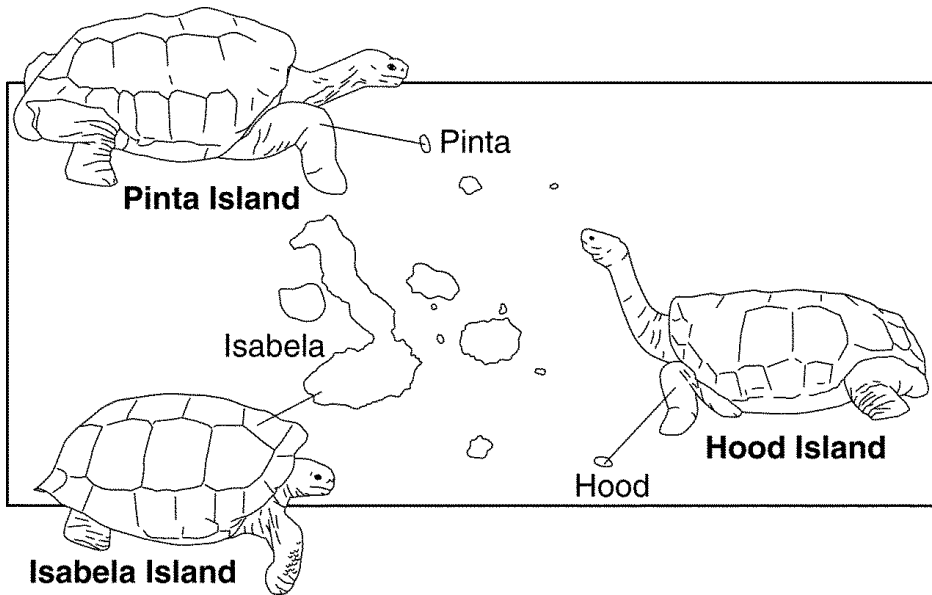 Pinta
Pinta Island
Isabela
Hood Island
Hood
Isabela Island